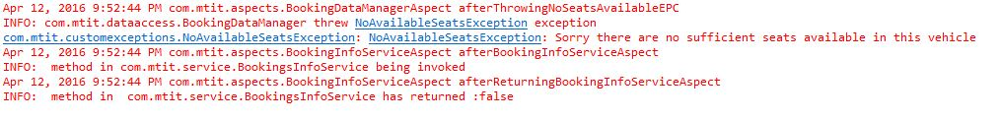 Apr 12, 2016 9:52:44 PM com.mtit.aspects.BookingDataManagerAspect afterThrowingNoSeatsAvailableEPC
INFO: com.mtit.dataaccess.BookingDataManager threw NoAvailableSeatsException exception
com.mtit.customexceptions.NoAvailableSeatsException: NoAvailableSeatsException: Sorry there are no sufficient seats available in this vehicle
Apr 12, 2016 9:52:44 PM com.mtit.aspects.BookingInfoServiceAspect afterBookingInfoServiceAspect
INFO:  method in com.mtit.service.BookingsInfoService being invoked
Apr 12, 2016 9:52:44 PM com.mtit.aspects.BookingInfoServiceAspect afterReturningBookingInfoServiceAspect
INFO:  method in  com.mtit.service.BookingsInfoService has returned :false